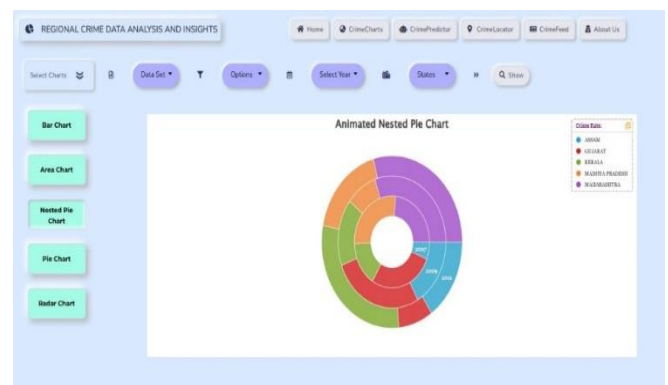 REGIONAL CRIME DATA ANALYSIS AND INSIGHTS
Home
CrimeCharts
CrimePredictor
CrimeLocator
CrimeFeed
About Us
Select Charts
Data Set
Options
Select Year
States
Show
Bar Chart
Area Chart
Nested Pie
Chart
Pie Chart
Radar Chart
Animated Nested Pie Chart
Crime Rate:
ASSAM
GUJARAT
KERALA
MADHYA PRADESH
MAHARASHTRA